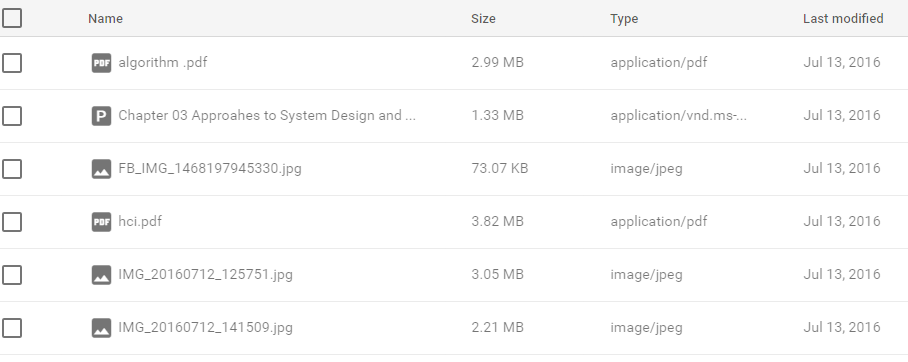 Name Size Type Last modified
PDF algorithm .pdf 2.99 MB application/pdf Jul 13, 2016
P Chapter 03 Approahes to System Design and ... 1.33 MB application/vnd.ms-... Jul 13, 2016
FB_IMG_1468197945330.jpg 73.07 KB image/jpeg Jul 13, 2016
PDF hci.pdf 3.82 MB application/pdf Jul 13, 2016
IMG_20160712_125751.jpg 3.05 MB image/jpeg Jul 13, 2016
IMG_20160712_141509.jpg 2.21 MB image/jpeg Jul 13, 2016